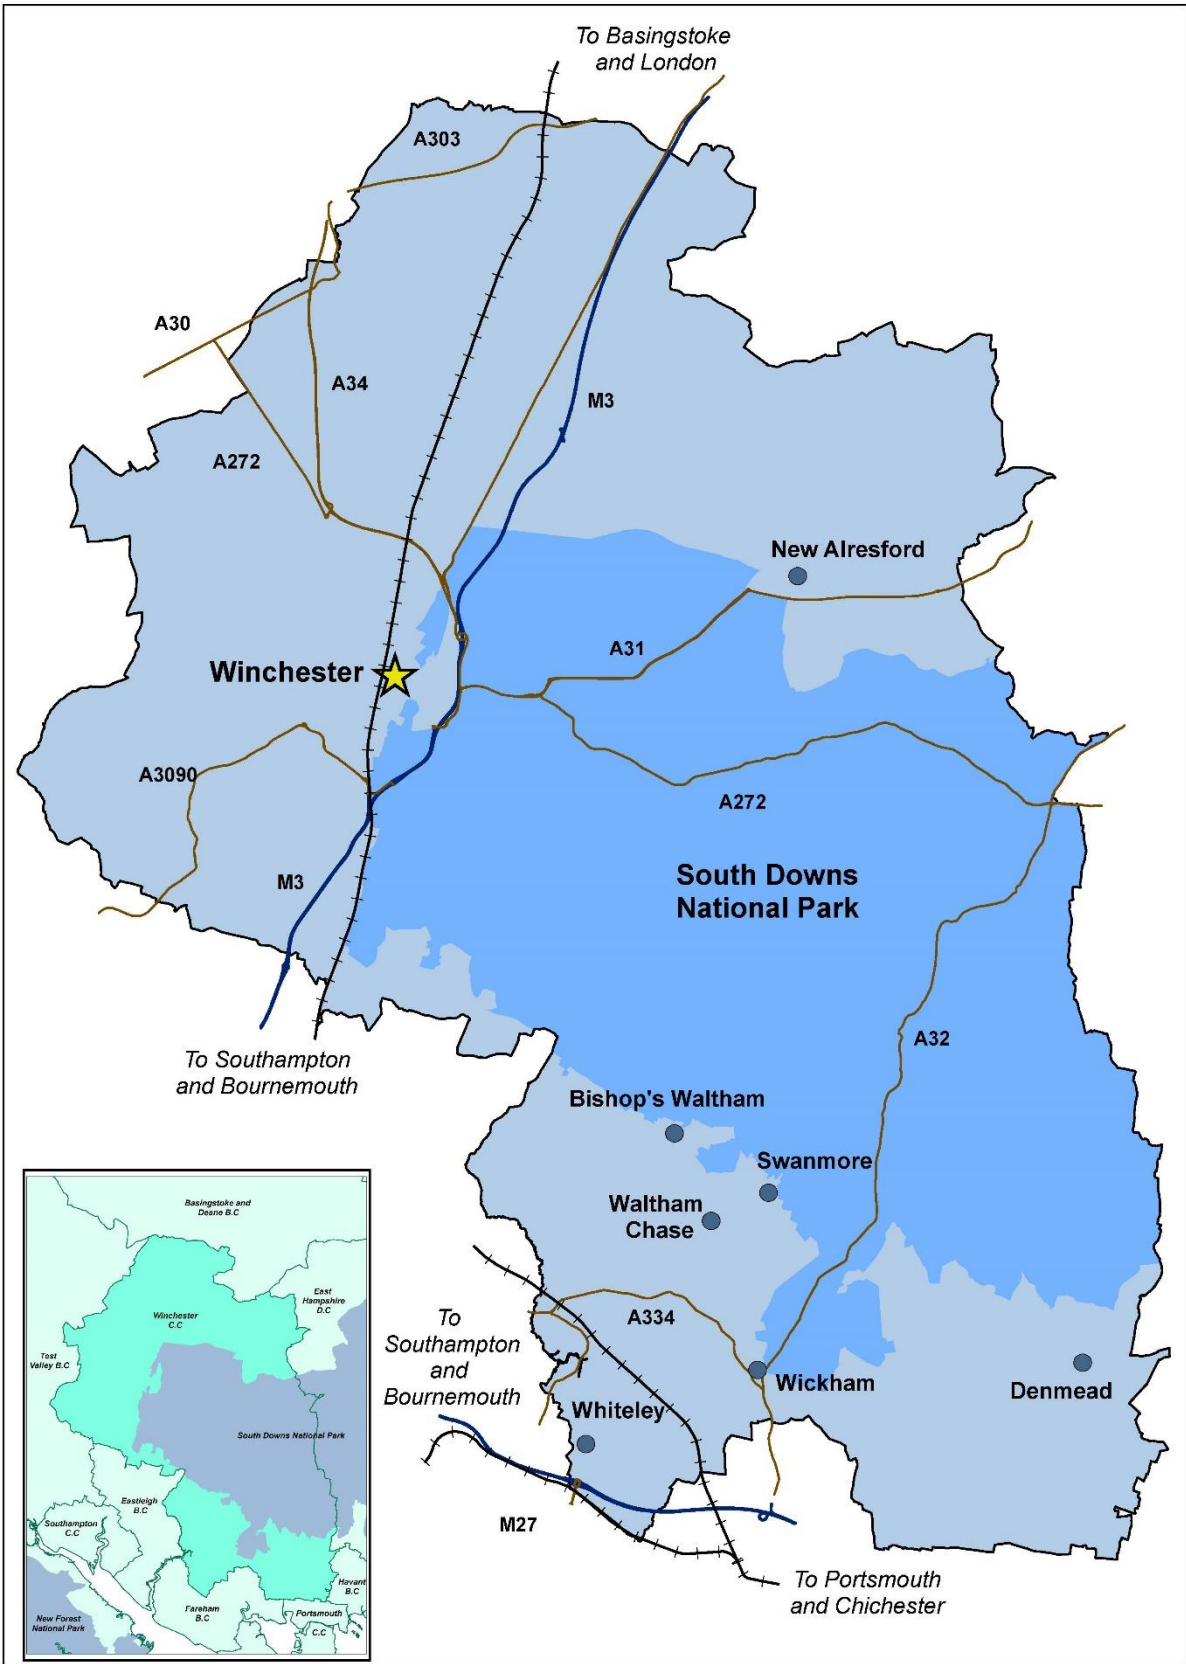 To Basingstoke
and London
A303
A30
A34
M3
A272
New Alresford
A31
Winchester
A3090
A272
M3
South Downs
National Park
A32
To Southampton
and Bournemouth
Bishop's Waltham
Swanmore
Waltham
Chase
A334
To
Southampton
and
Bournemouth
Wickham
Denmead
Whiteley
M27
To Portsmouth
and Chichester
Basingstoke and
Deane B.C
East
Hampshire
D.C
Winchester
C.C
Test
Valley B.C
South Downs National Park
Eastleigh
B.C
Southampton
C.C
Havant
B.C
Fareham
B.C
Portsmouth
C.C
New Forest
National Park